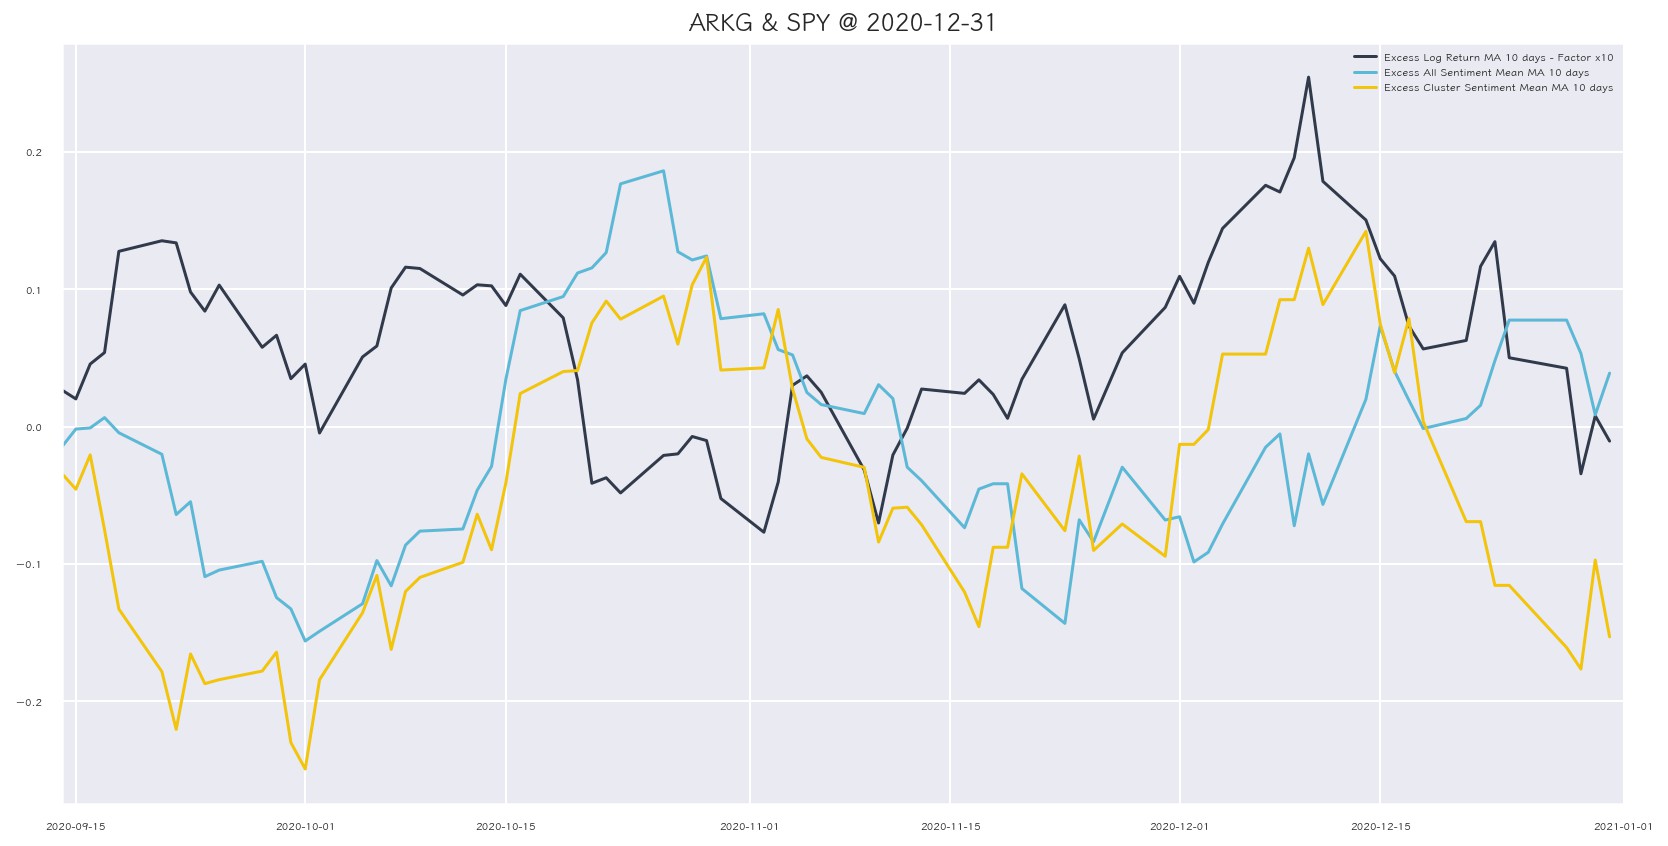 ARKG & SPY @ 2020-12-31
Excess Log Return MA 10 days - Factor x10
Excess All Sentiment Mean MA 10 days
Excess Cluster Sentiment Mean MA 10 days
0.2
0.1
0.0
−0.1
−0.2
2020-09-15 2020-10-01 2020-10-15 2020-11-01 2020-11-15 2020-12-01 2020-12-15 2021-01-01